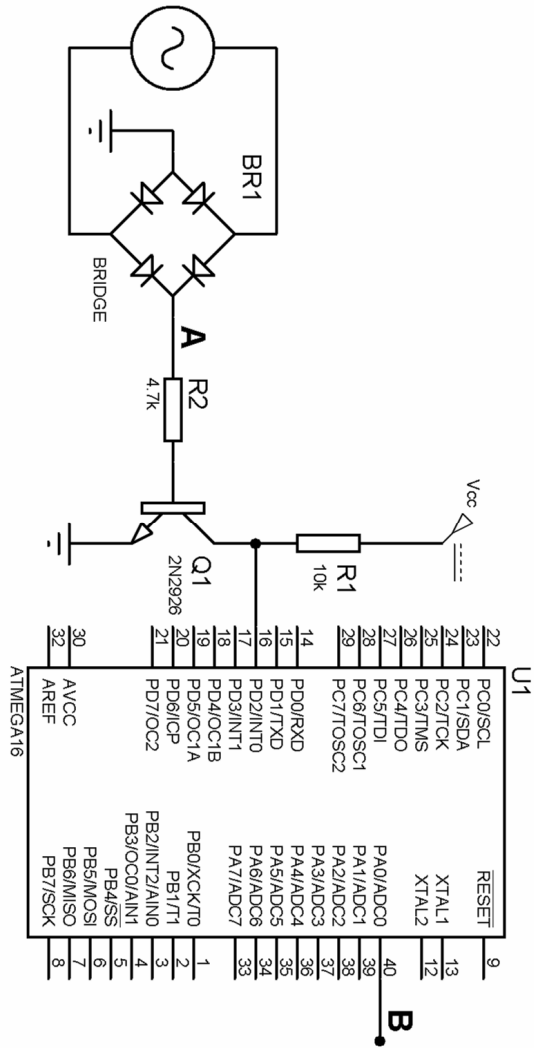 BR1
BRIDGE
A
R2
4.7k
Q1
2N2926
Vcc
R1
10k
U1
22 PC0/SCL
23 PC1/SDA
24 PC2/TCK
25 PC3/TMS
26 PC4/TDO
27 PC5/TDI
28 PC6/TOSC1
29 PC7/TOSC2
14 PD0/RXD
15 PD1/TXD
16 PD2/INT0
17 PD3/INT1
18 PD4/OC1B
19 PD5/OC1A
20 PD6/ICP
21 PD7/OC2
30 AVCC
32 AREF
RESET 9
XTAL1 13
XTAL2 12
PA0/ADC0 40
PA1/ADC1 39
PA2/ADC2 38
PA3/ADC3 37
PA4/ADC4 36
PA5/ADC5 35
PA6/ADC6 34
PA7/ADC7 33
PB0/XCK/T0 1
PB1/T1 2
PB2/INT2/AIN0 3
PB3/OC0/AIN1 4
PB4/SS 5
PB5/MOSI 6
PB6/MISO 7
PB7/SCK 8
ATMEGA16
B